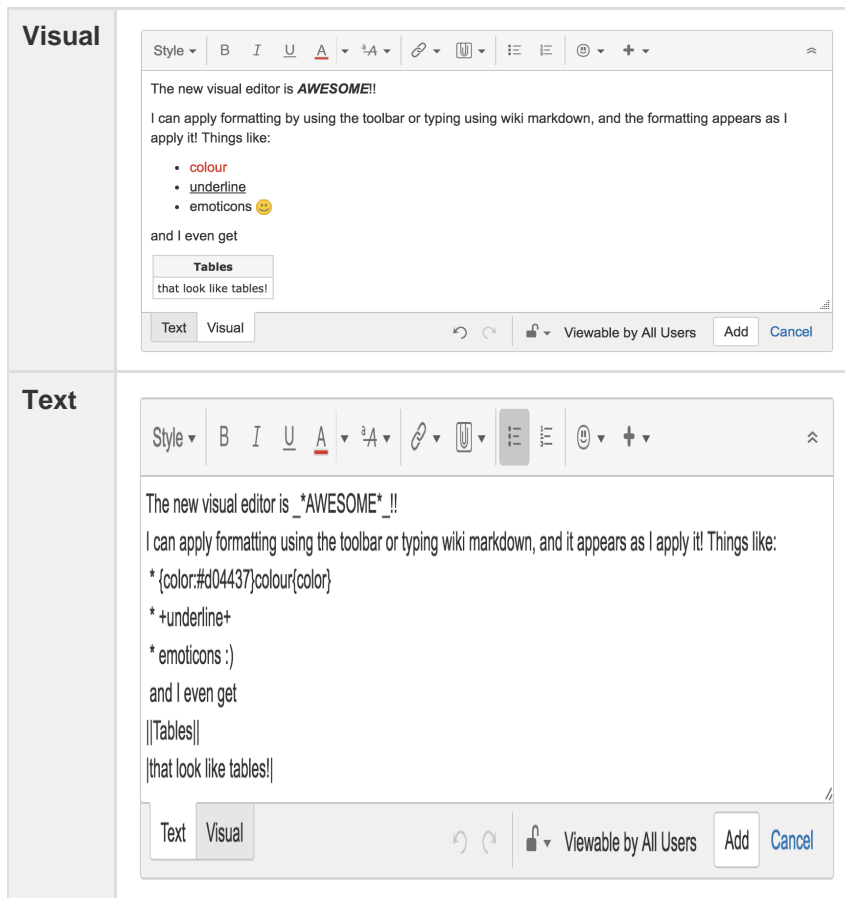 Visual
Style B I U A ªA
The new visual editor is AWESOME!!
I can apply formatting by using the toolbar or typing using wiki markdown, and the formatting appears as I
apply it! Things like:
• colour
• underline
• emoticons 🙂
and I even get
Tables
that look like tables!
Text Visual Viewable by All Users Add Cancel
Text
Style B I U A ªA
The new visual editor is _*AWESOME*_!!
I can apply formatting using the toolbar or typing wiki markdown, and it appears as I apply it! Things like:
* {color:#d04437}colour{color}
* +underline+
* emoticons :)
and I even get
||Tables||
|that look like tables!|
Text Visual Viewable by All Users Add Cancel